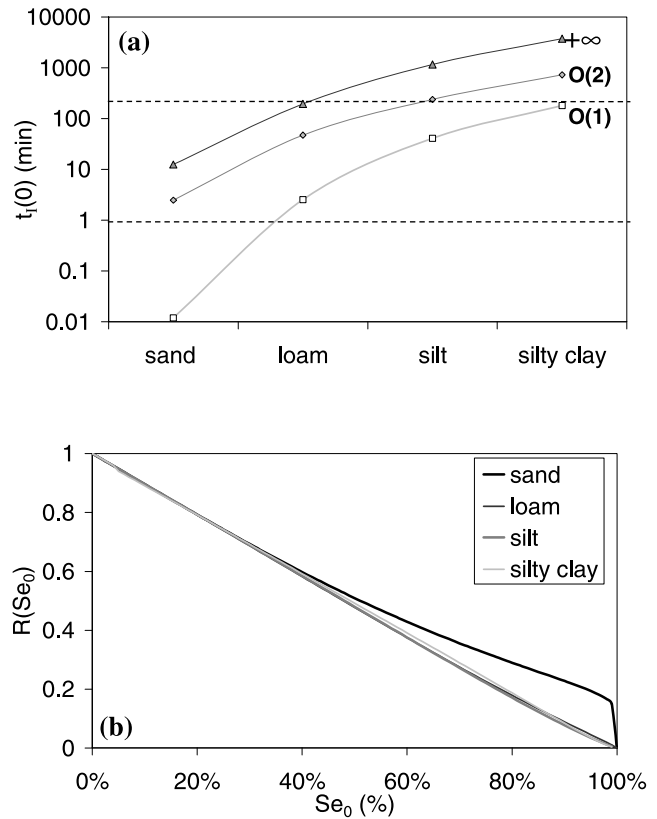 (a)
10000
1000
100
10
1
0.1
0.01
t_I(0) (min)
+∞
O(2)
O(1)
sand loam silt silty clay
1
0.8
0.6
0.4
0.2
0
R(Se₀)
sand
loam
silt
silty clay
(b)
0% 20% 40% 60% 80% 100%
Se₀ (%)